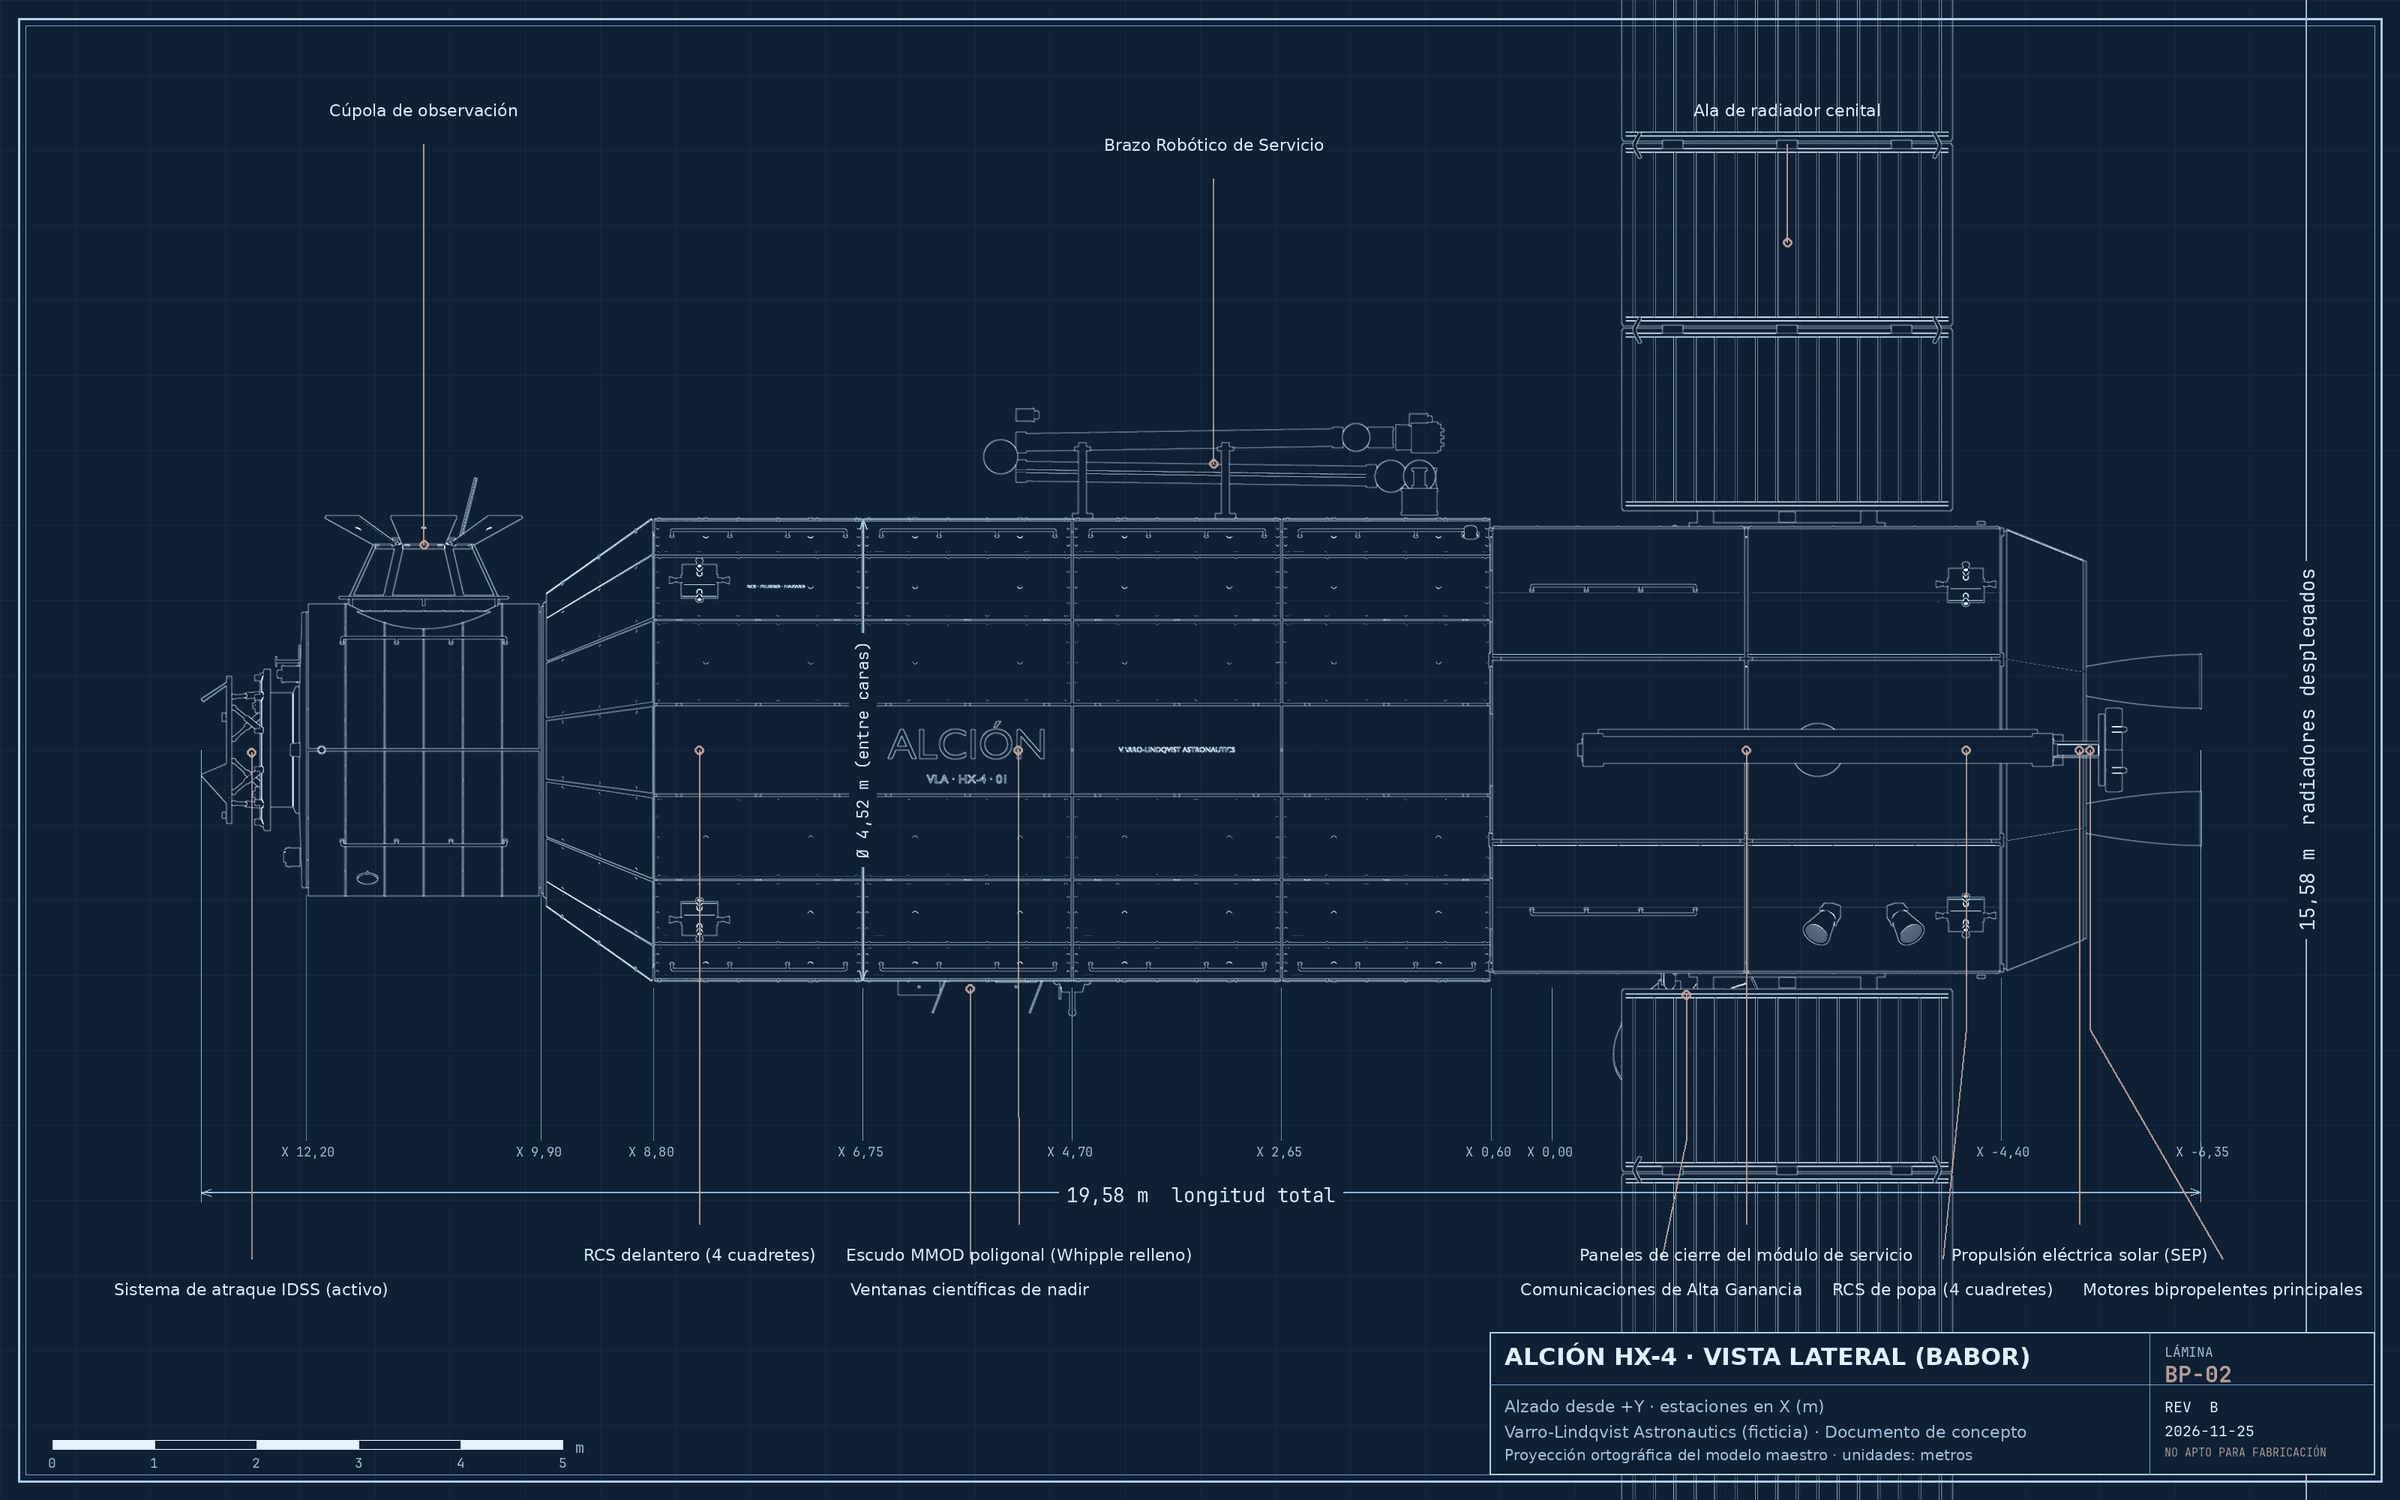 Cúpola de observación
Ala de radiador cenital
Brazo Robótico de Servicio
RCS · PELIGRO · HAZARD
ALCIÓN
VLA · HX-4 · 01
VARRO-LINDQVIST ASTRONAUTICS
Ø 4,52 m (entre caras)
15,58 m radiadores desplegados
X 12,20
X 9,90
X 8,80
X 6,75
X 4,70
X 2,65
X 0,60
X 0,00
X -4,40
X -6,35
19,58 m longitud total
RCS delantero (4 cuadretes)
Escudo MMOD poligonal (Whipple relleno)
Paneles de cierre del módulo de servicio
Propulsión eléctrica solar (SEP)
Sistema de atraque IDSS (activo)
Ventanas científicas de nadir
Comunicaciones de Alta Ganancia
RCS de popa (4 cuadretes)
Motores bipropelentes principales
ALCIÓN HX-4 · VISTA LATERAL (BABOR)
LÁMINA
BP-02
Alzado desde +Y · estaciones en X (m)
REV B
Varro-Lindqvist Astronautics (ficticia) · Documento de concepto
2026-11-25
Proyección ortográfica del modelo maestro · unidades: metros
NO APTO PARA FABRICACIÓN
0 1 2 3 4 5 m